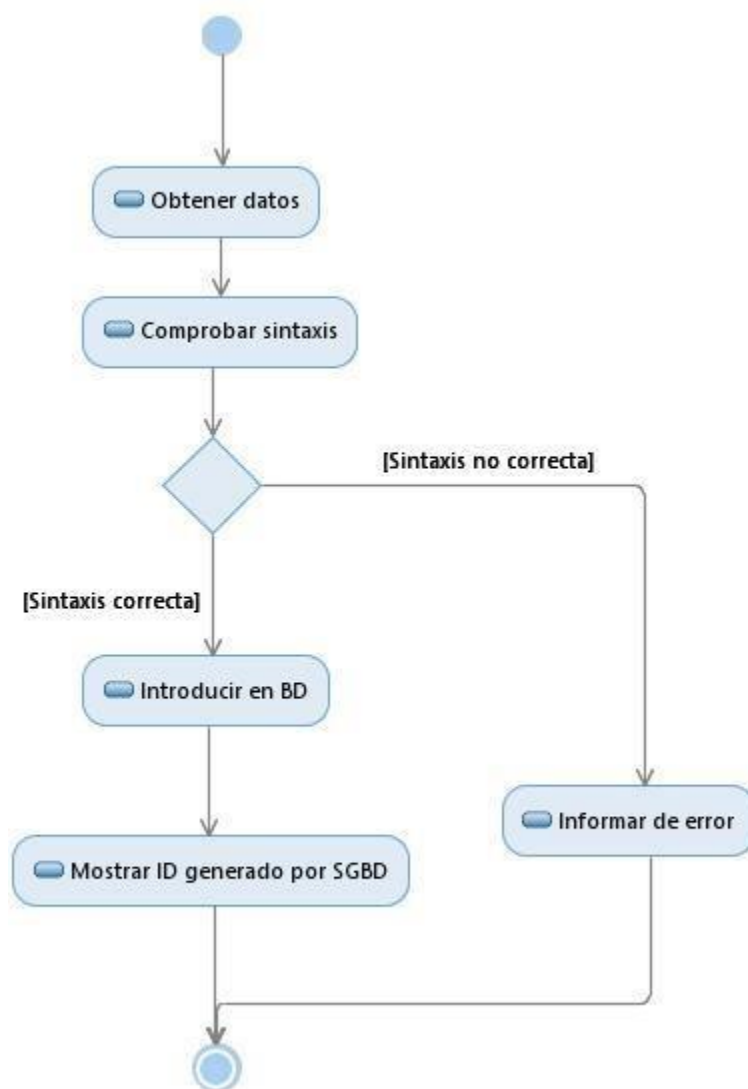 Obtener datos
Comprobar sintaxis
[Sintaxis no correcta]
[Sintaxis correcta]
Introducir en BD
Informar de error
Mostrar ID generado por SGBD